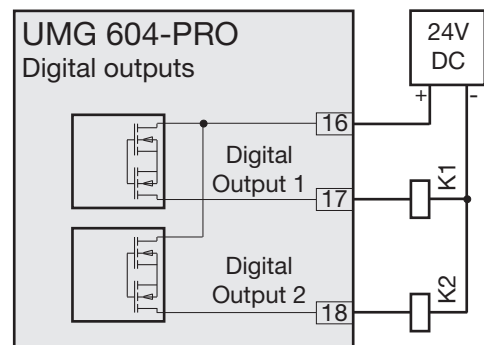 UMG 604-PRO
Digital outputs
24V
DC
+ -
16
Digital
Output 1
17
K1
Digital
Output 2
18
K2